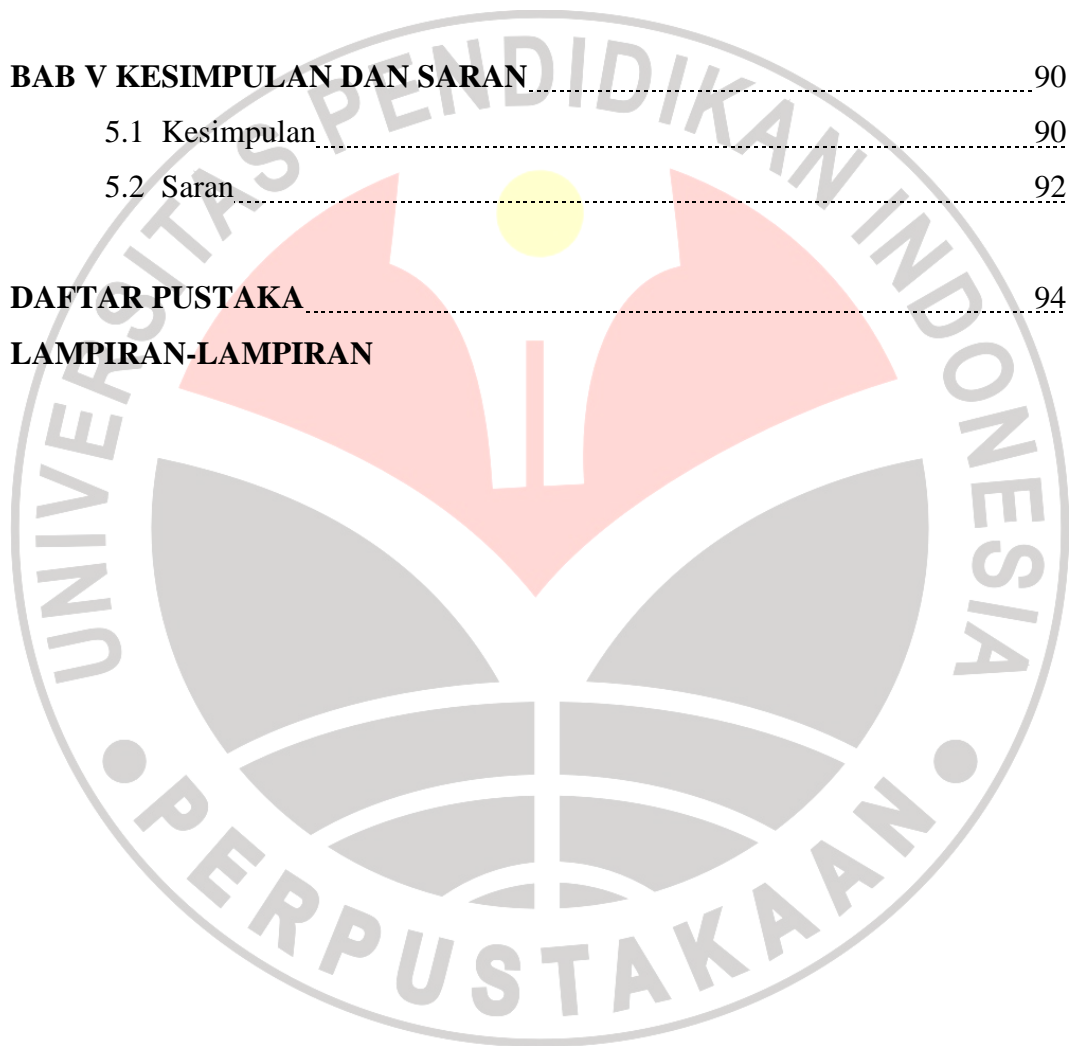 BAB V KESIMPULAN DAN SARAN 90
5.1 Kesimpulan 90
5.2 Saran 92
DAFTAR PUSTAKA 94
LAMPIRAN-LAMPIRAN
UNIVERSITAS PENDIDIKAN INDONESIA
PERPUSTAKAAN